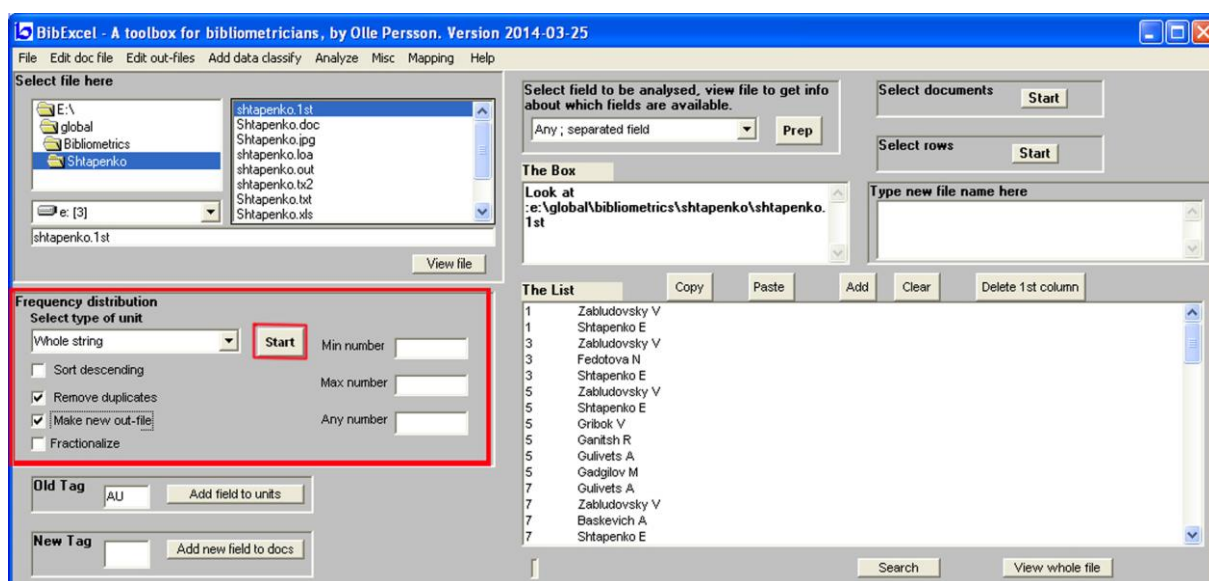 BibExcel - A toolbox for bibliometricians, by Olle Persson. Version 2014-03-25
File Edit doc file Edit out-files Add data classify Analyze Misc Mapping Help
Select file here
E:\
global
Bibliometrics
Shtapenko
e: [3]
shtapenko.1st
Shtapenko.doc
Shtapenko.jpg
shtapenko.loa
shtapenko.out
shtapenko.tx2
Shtapenko.txt
Shtapenko.xls
shtapenko.1st
View file
Select field to be analysed, view file to get info
about which fields are available.
Any ; separated field
Prep
Select documents
Start
Select rows
Start
The Box
Look at
:e:\global\bibliometrics\shtapenko\shtapenko.
1st
Type new file name here
Frequency distribution
Select type of unit
Whole string
Start
Sort descending
Remove duplicates
Make new out-file
Fractionalize
Min number
Max number
Any number
Old Tag
AU
Add field to units
New Tag
Add new field to docs
The List
Copy
Paste
Add
Clear
Delete 1st column
1 Zabludovsky V
1 Shtapenko E
3 Zabludovsky V
3 Fedotova N
3 Shtapenko E
5 Zabludovsky V
5 Shtapenko E
5 Gribok V
5 Ganitsh R
5 Gulivets A
5 Gadgilov M
7 Gulivets A
7 Zabludovsky V
7 Baskevich A
7 Shtapenko E
Search
View whole file